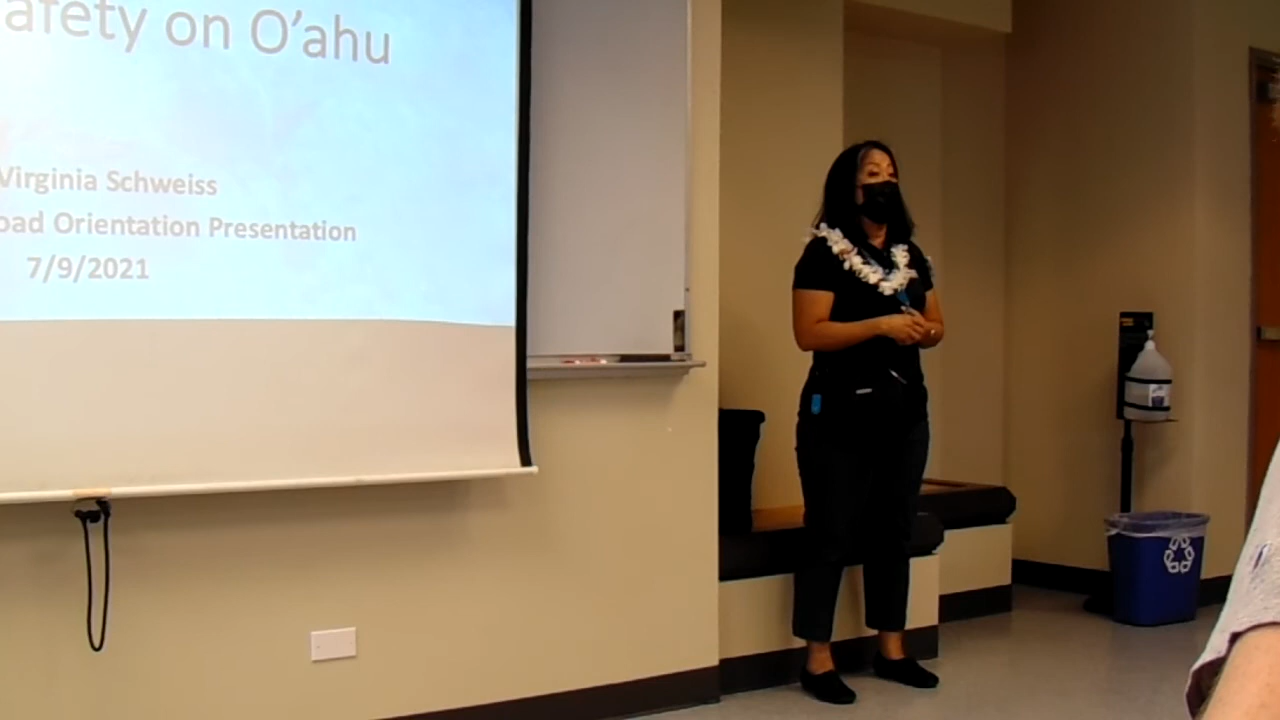 afety on O'ahu
Virginia Schweiss
oad Orientation Presentation
7/9/2021